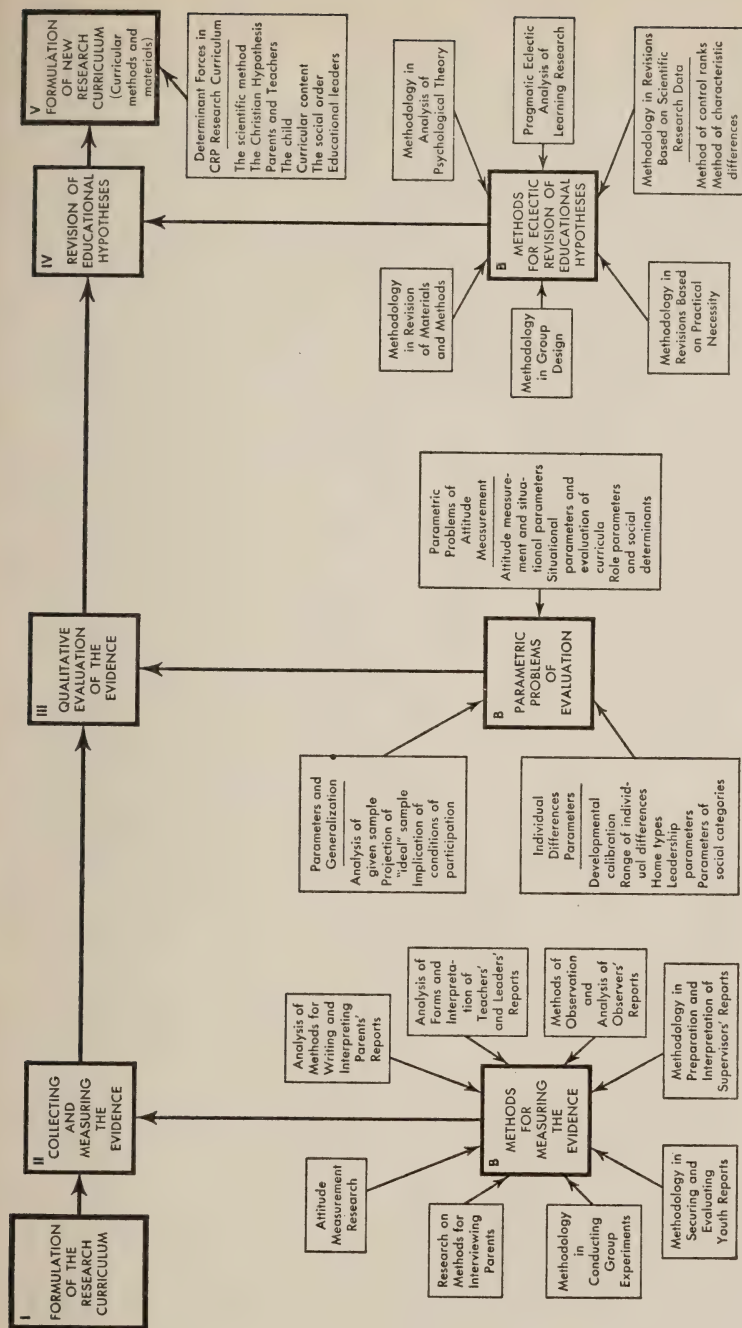 I
FORMULATION
OF THE
RESEARCH
CURRICULUM
II
COLLECTING
AND
MEASURING
THE
EVIDENCE
III
QUALITATIVE
EVALUATION
OF THE
EVIDENCE
IV
REVISION OF
EDUCATIONAL
HYPOTHESES
V
FORMULATION
OF NEW
RESEARCH
CURRICULUM
(Curricular
methods and
materials)
Determinant Forces in
CRP Research Curriculum
The scientific method
The Christian Hypothesis
Parents and Teachers
The child
Curricular content
The social order
Educational leaders
Attitude
Measurement
Research
Analysis of
Methods for
Writing and
Interpreting
Parents'
Reports
Research on
Methods for
Interviewing
Parents
B
METHODS
FOR
MEASURING
THE
EVIDENCE
Analysis of
Forms and
Interpreta-
tion of
Teachers'
and Leaders'
Reports
Methodology
in
Conducting
Group
Experiments
Methods of
Observation
and
Analysis of
Observers'
Reports
Methodology in
Securing and
Evaluating
Youth Reports
Methodology in
Preparation and
Interpretation of
Supervisors' Reports
Parameters and
Generalization
Analysis of
given sample
Projection of
"ideal" sample
Implication of
conditions of
participation
B
PARAMETRIC
PROBLEMS
OF
EVALUATION
Parametric
Problems of
Attitude
Measurement
Attitude measure-
ment and situa-
tional parameters
Situational
parameters and
evaluation of
curricula
Role parameters
and social
determinants
Individual
Differences
Parameters
Developmental
calibration
Range of individ-
ual differences
Home types
Leadership
parameters
Parameters of
social categories
Methodology
in Revision
of Materials
and Methods
Methodology in
Analysis of
Psychological Theory
Methodology
in Group
Design
B
METHODS
FOR ECLECTIC
REVISION OF
EDUCATIONAL
HYPOTHESES
Pragmatic Eclectic
Analysis of
Learning Research
Methodology in
Revisions Based
on Practical
Necessity
Methodology in Revisions
Based on Scientific
Research Data
Method of control ranks
Method of characteristic
differences